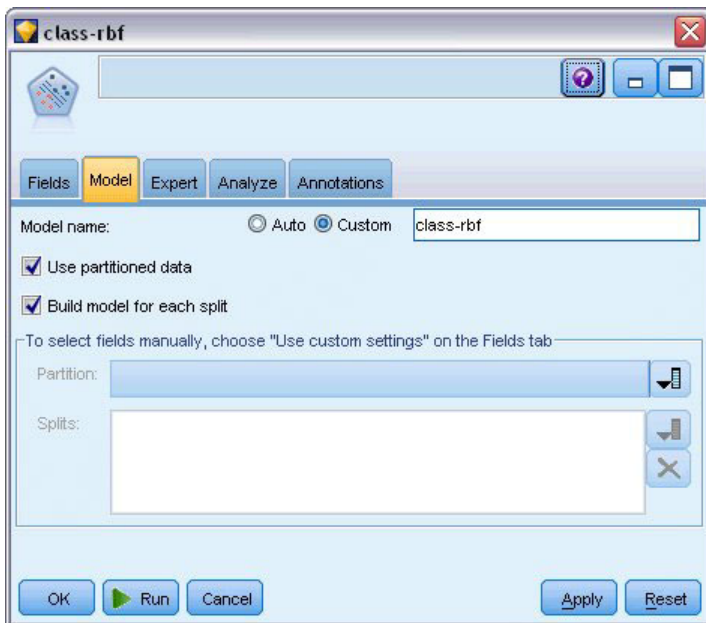 class-rbf
Fields Model Expert Analyze Annotations
Model name: Auto Custom class-rbf
Use partitioned data
Build model for each split
To select fields manually, choose "Use custom settings" on the Fields tab
Partition:
Splits:
OK Run Cancel Apply Reset